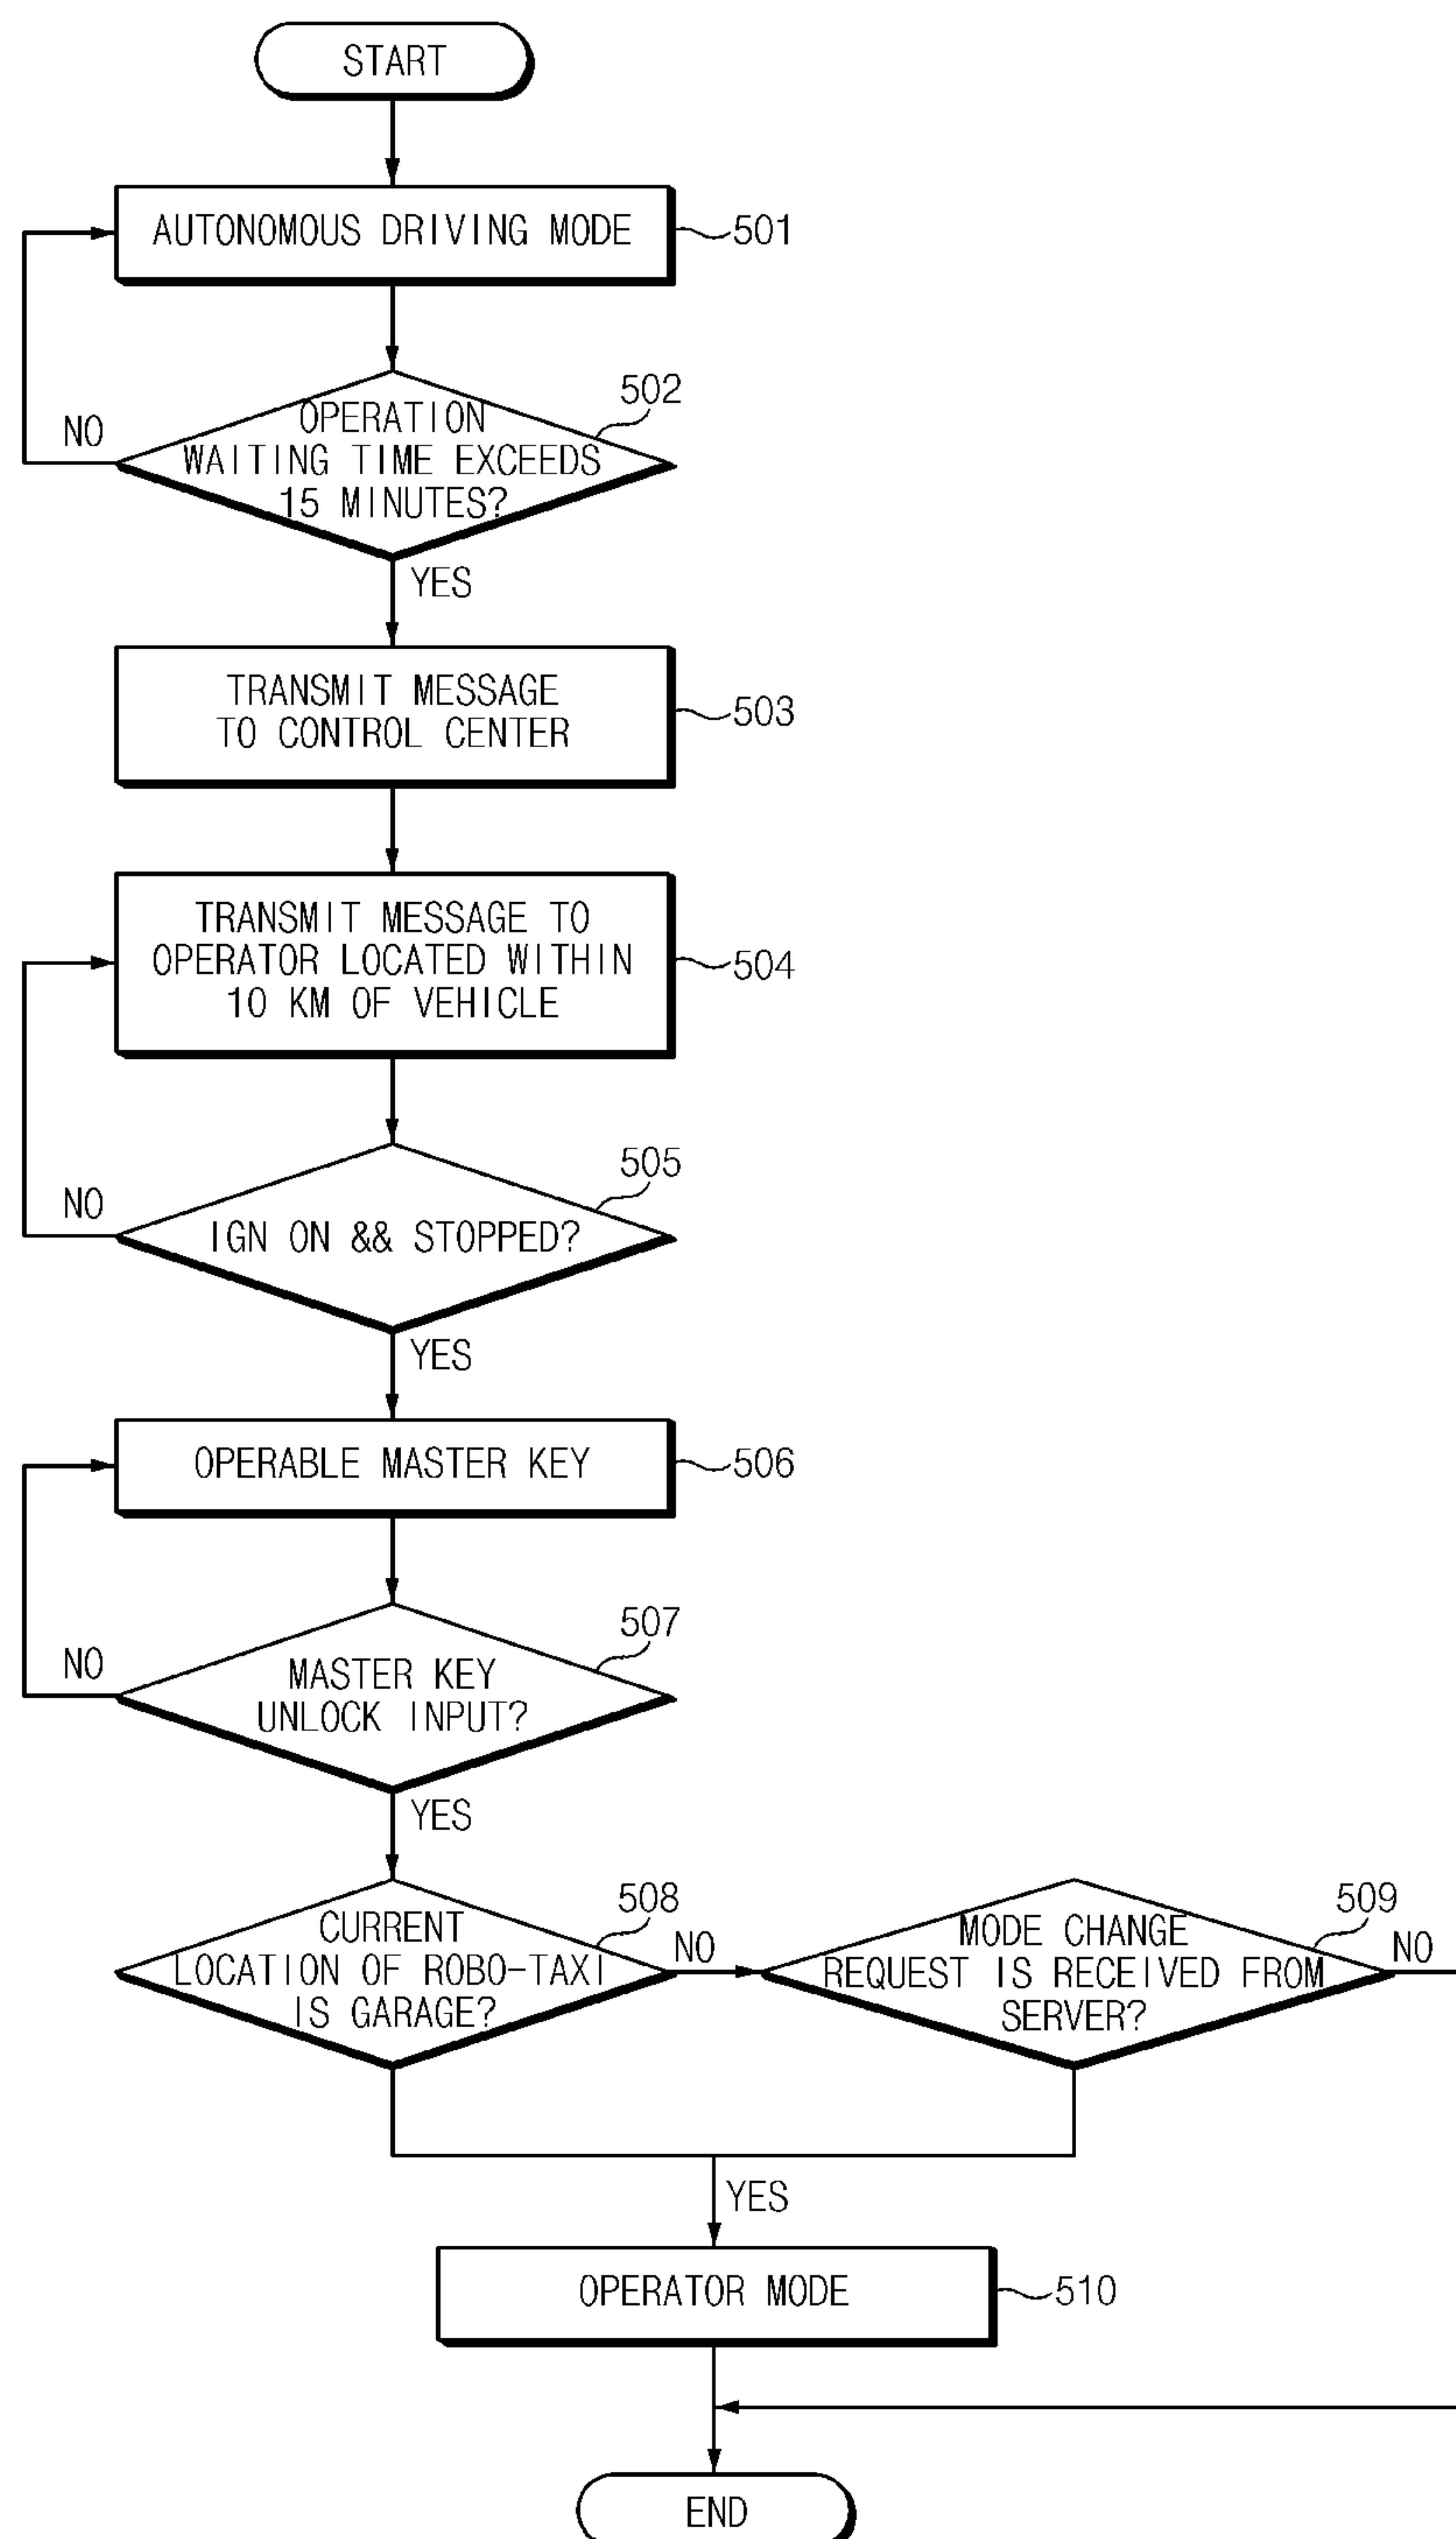 START
AUTONOMOUS DRIVING MODE
501
502
OPERATION
WAITING TIME EXCEEDS
15 MINUTES?
NO
YES
TRANSMIT MESSAGE
TO CONTROL CENTER
503
TRANSMIT MESSAGE TO
OPERATOR LOCATED WITHIN
10 KM OF VEHICLE
504
505
NO
IGN ON && STOPPED?
YES
OPERABLE MASTER KEY
506
507
NO
MASTER KEY
UNLOCK INPUT?
YES
508
CURRENT
LOCATION OF ROBO-TAXI
IS GARAGE?
NO
509
MODE CHANGE
REQUEST IS RECEIVED FROM
SERVER?
NO
YES
OPERATOR MODE
510
END